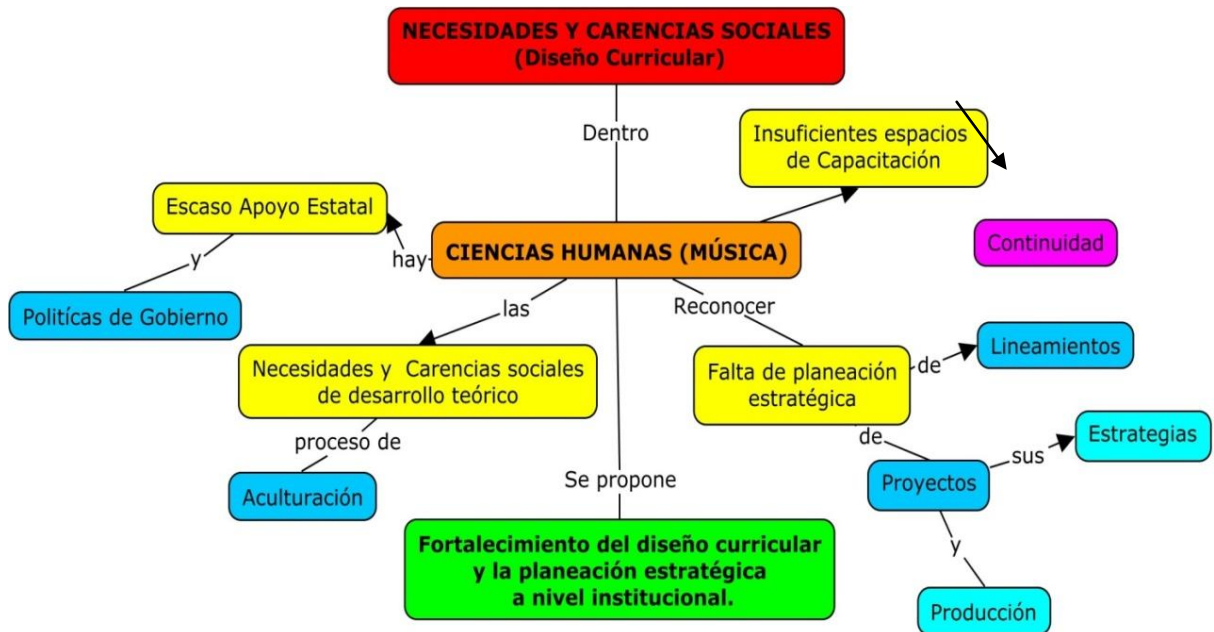 NECESIDADES Y CARENCIAS SOCIALES
(Diseño Curricular)
Dentro
Insuficientes espacios
de Capacitación
Escaso Apoyo Estatal
y
hay
CIENCIAS HUMANAS (MÚSICA)
Continuidad
Politícas de Gobierno
las
Reconocer
Necesidades y Carencias sociales
de desarrollo teórico
Falta de planeación
estratégica
de
Lineamientos
proceso de
Aculturación
Se propone
de
Proyectos
sus
Estrategias
Fortalecimiento del diseño curricular
y la planeación estratégica
a nivel institucional.
y
Producción